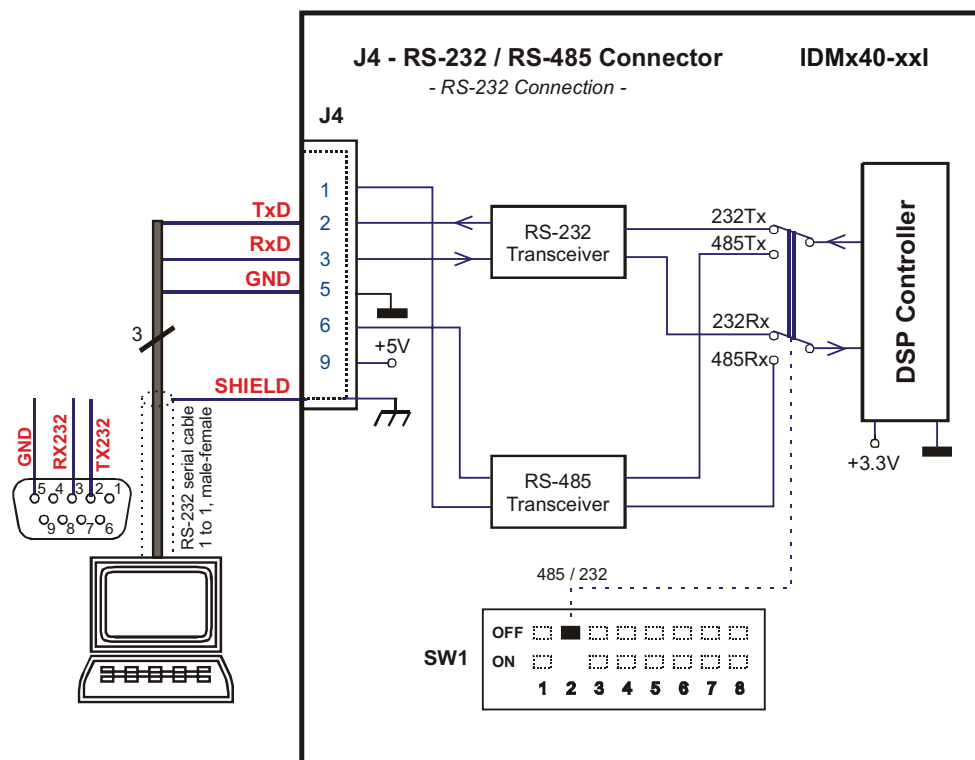 J4 - RS-232 / RS-485 Connector
IDMx40-xxI
- RS-232 Connection -
J4
1
TxD
2
232Tx
RS-232
Transceiver
485Tx
RxD
3
GND
5
DSP Controller
6
232Rx
3
+5V
9
485Rx
SHIELD
+3.3V
GND
RX232
TX232
RS-232 serial cable
1 to 1, male-female
5 4 3 2 1
9 8 7 6
RS-485
Transceiver
485 / 232
OFF
SW1
ON
1 2 3 4 5 6 7 8